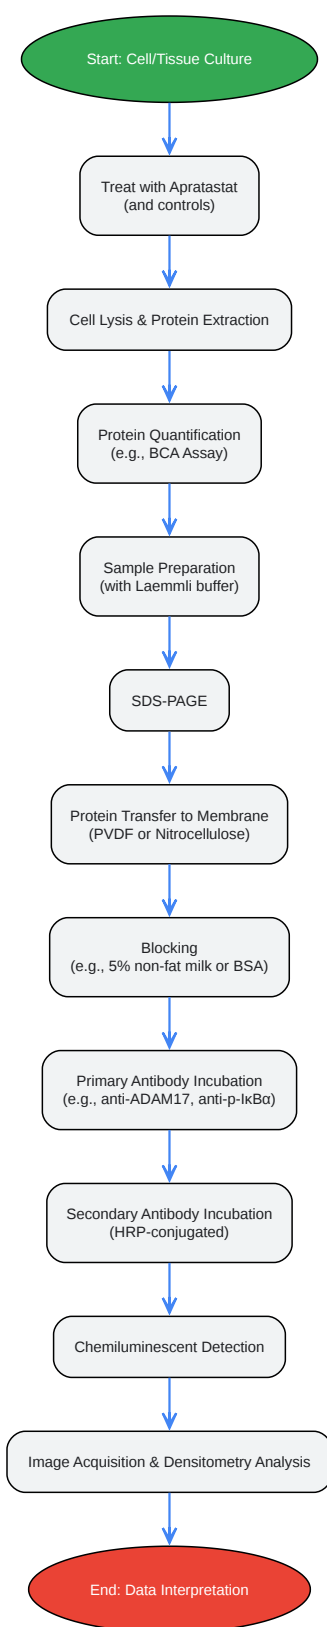 Start: Cell/Tissue Culture
Treat with Apratastat
(and controls)
Cell Lysis & Protein Extraction
Protein Quantification
(e.g., BCA Assay)
Sample Preparation
(with Laemmli buffer)
SDS-PAGE
Protein Transfer to Membrane
(PVDF or Nitrocellulose)
Blocking
(e.g., 5% non-fat milk or BSA)
Primary Antibody Incubation
(e.g., anti-ADAM17, anti-p-IκBα)
Secondary Antibody Incubation
(HRP-conjugated)
Chemiluminescent Detection
Image Acquisition & Densitometry Analysis
End: Data Interpretation